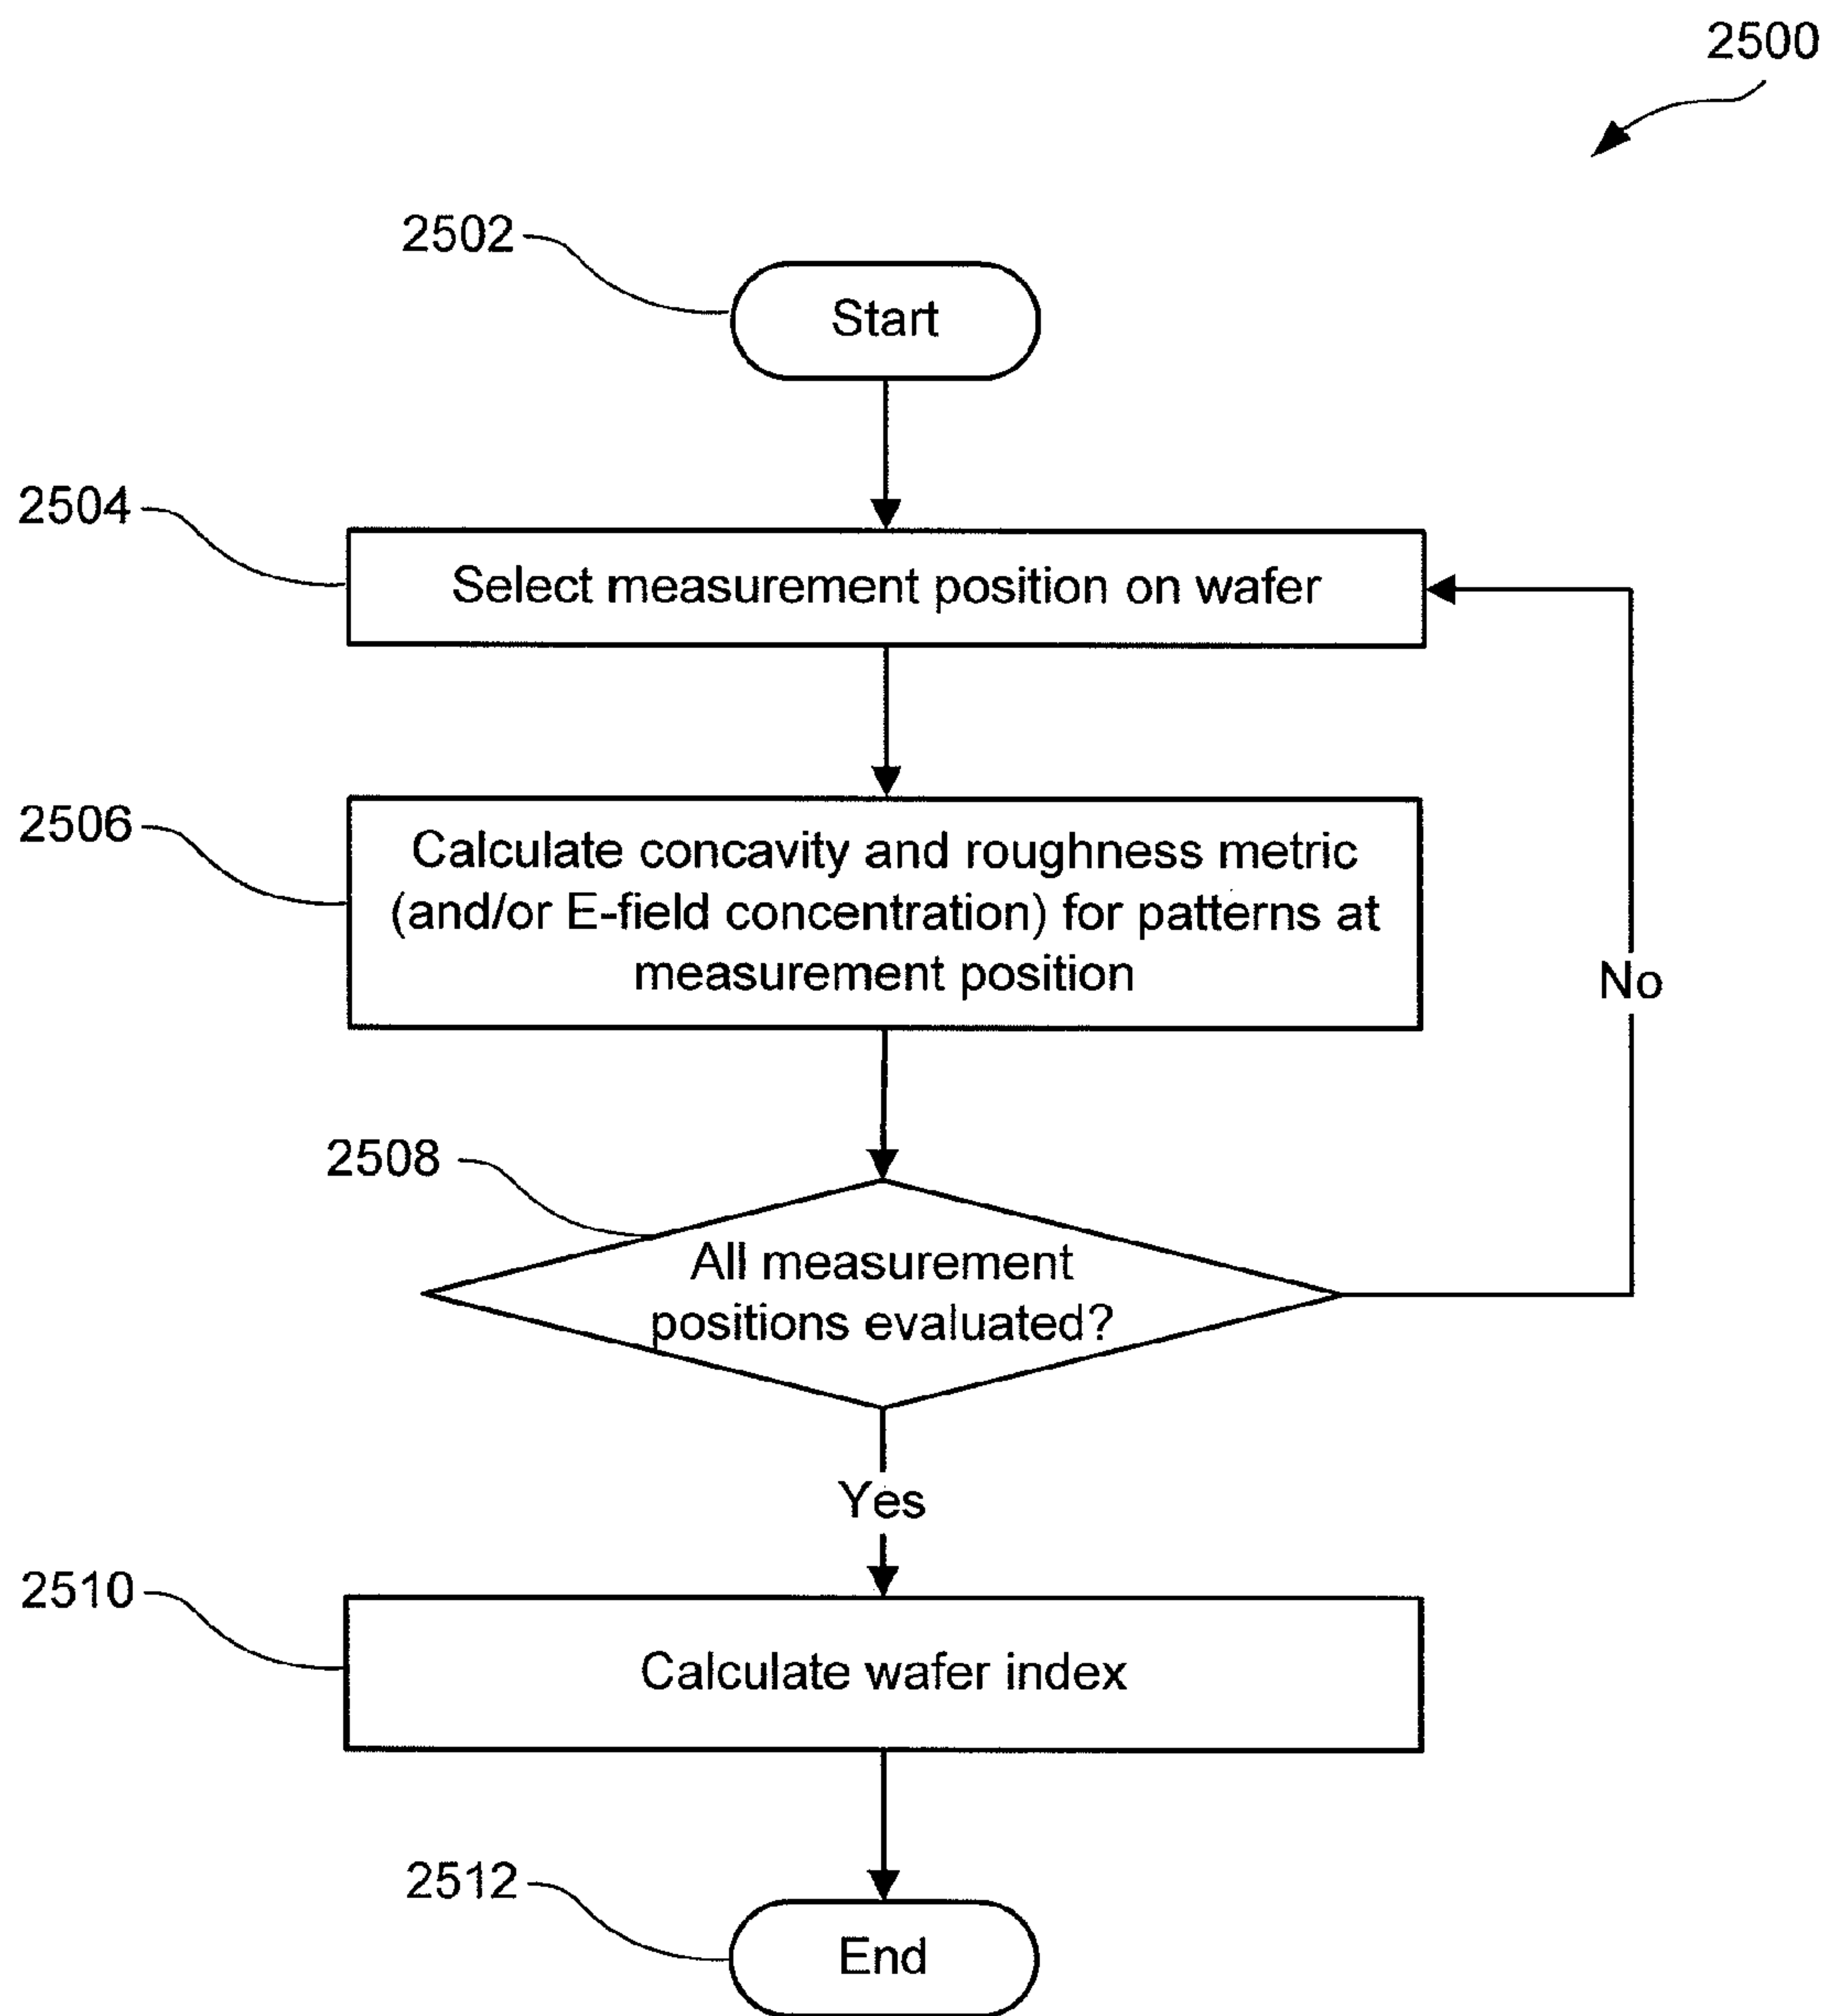 2500
2502
Start
2504
Select measurement position on wafer
2506
Calculate concavity and roughness metric
(and/or E-field concentration) for patterns at
measurement position
No
2508
All measurement
positions evaluated?
Yes
2510
Calculate wafer index
2512
End